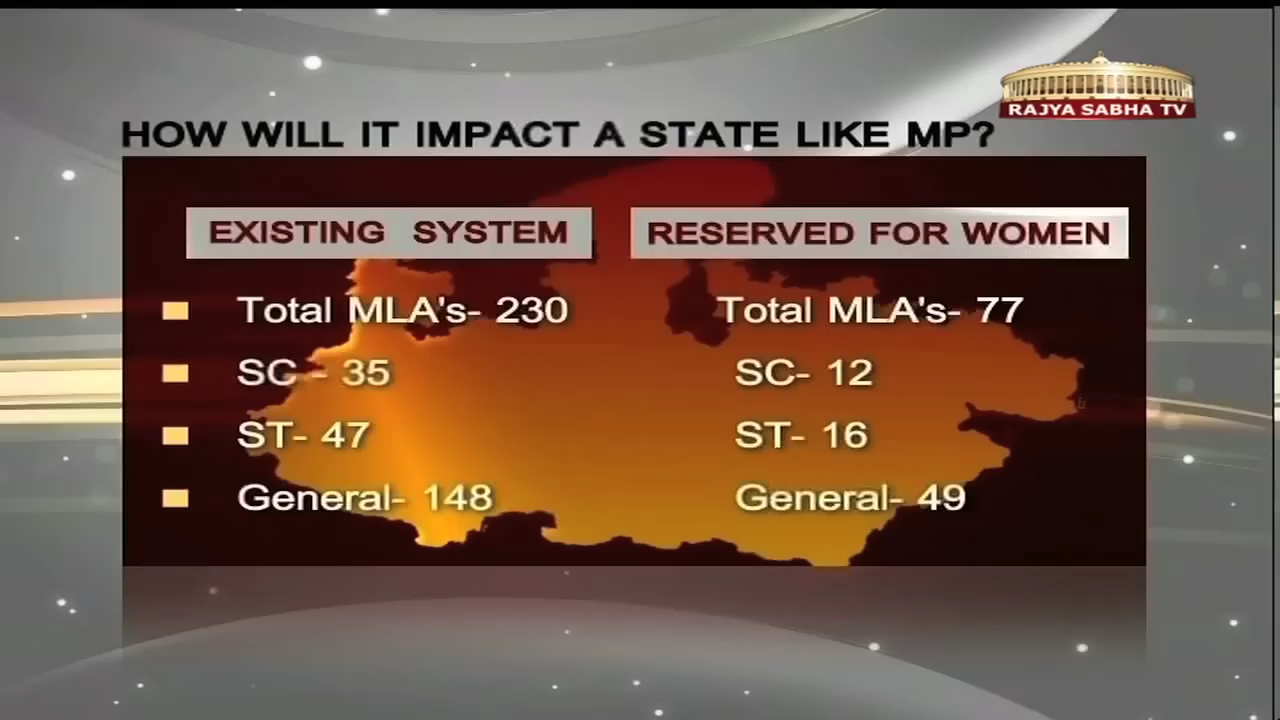 RAJYA SABHA TV
HOW WILL IT IMPACT A STATE LIKE MP?
EXISTING SYSTEM
RESERVED FOR WOMEN
Total MLA's- 230
Total MLA's- 77
SC - 35
SC- 12
ST- 47
ST- 16
General- 148
General- 49